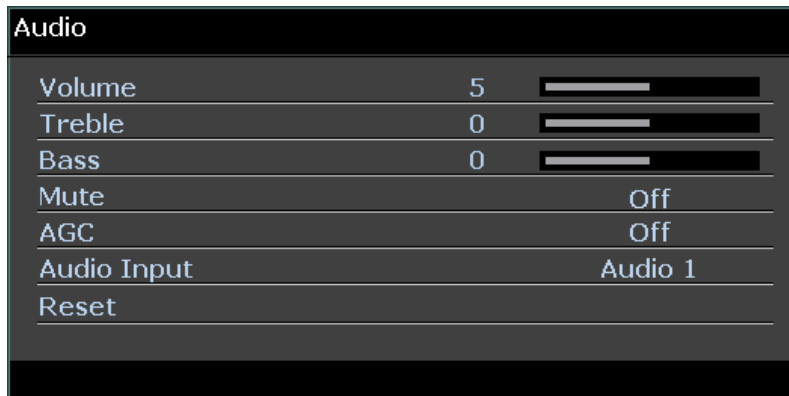 Audio
Volume 5
Treble 0
Bass 0
Mute Off
AGC Off
Audio Input Audio 1
Reset